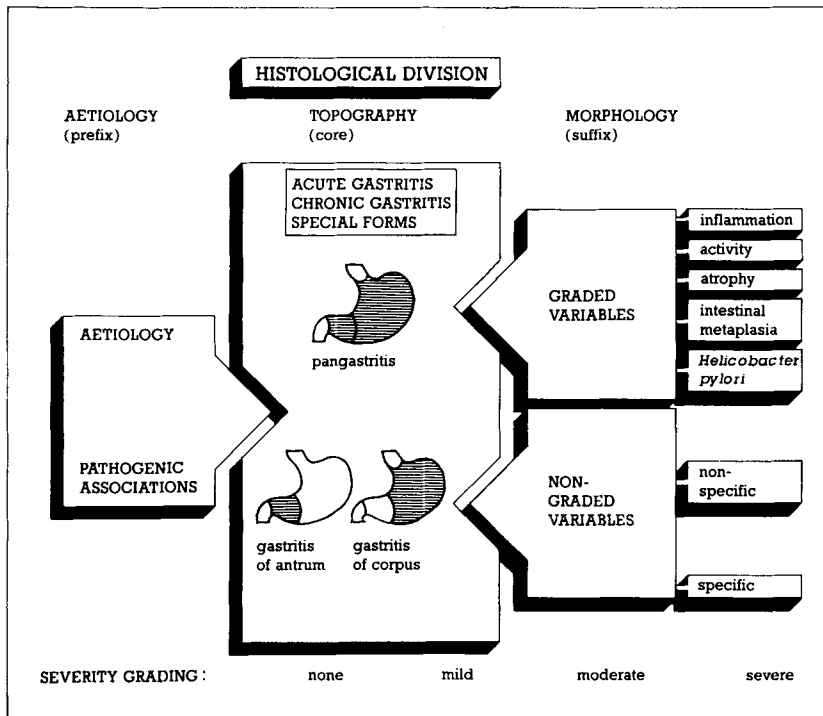 HISTOLOGICAL DIVISION
AETIOLOGY
(prefix)
TOPOGRAPHY
(core)
MORPHOLOGY
(suffix)
ACUTE GASTRITIS
CHRONIC GASTRITIS
SPECIAL FORMS
pangastritis
gastritis
of antrum
gastritis
of corpus
AETIOLOGY
PATHOGENIC
ASSOCIATIONS
GRADED
VARIABLES
inflammation
activity
atrophy
intestinal
metaplasia
Helicobacter
pylori
NON-
GRADED
VARIABLES
non-
specific
specific
SEVERITY GRADING : none mild moderate severe